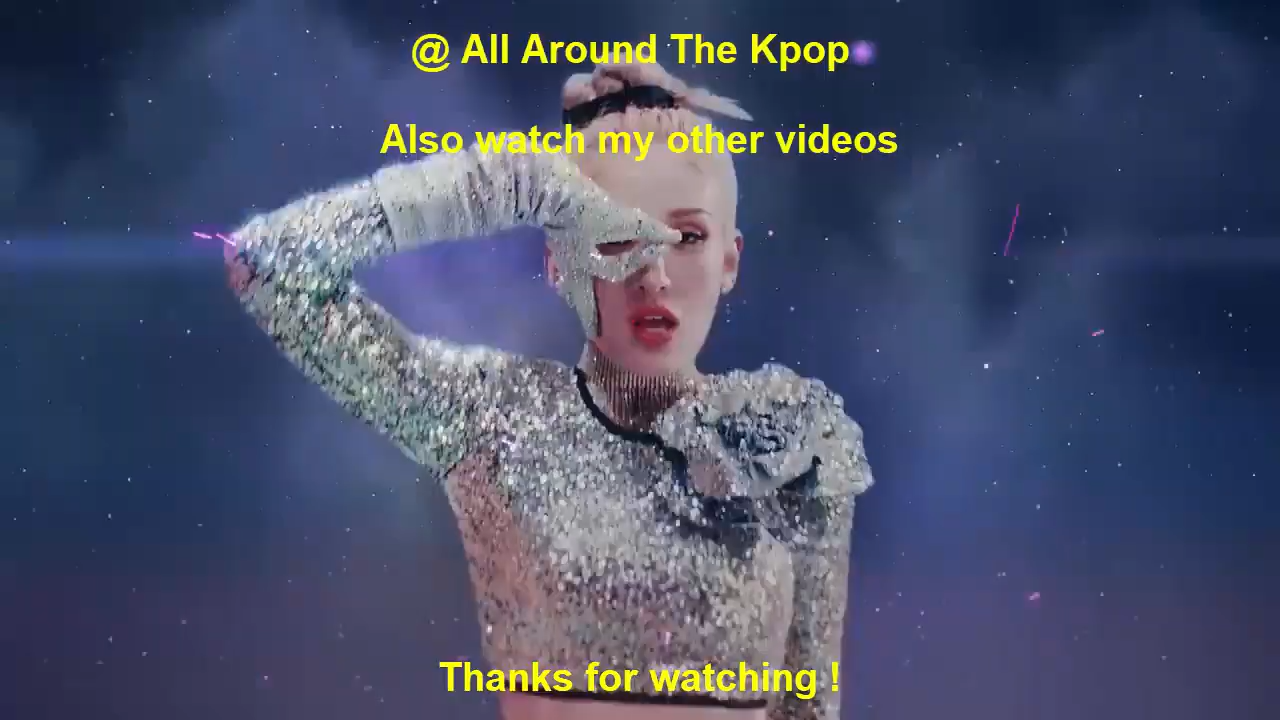 @ All Around The Kpop
Also watch my other videos
Thanks for watching !